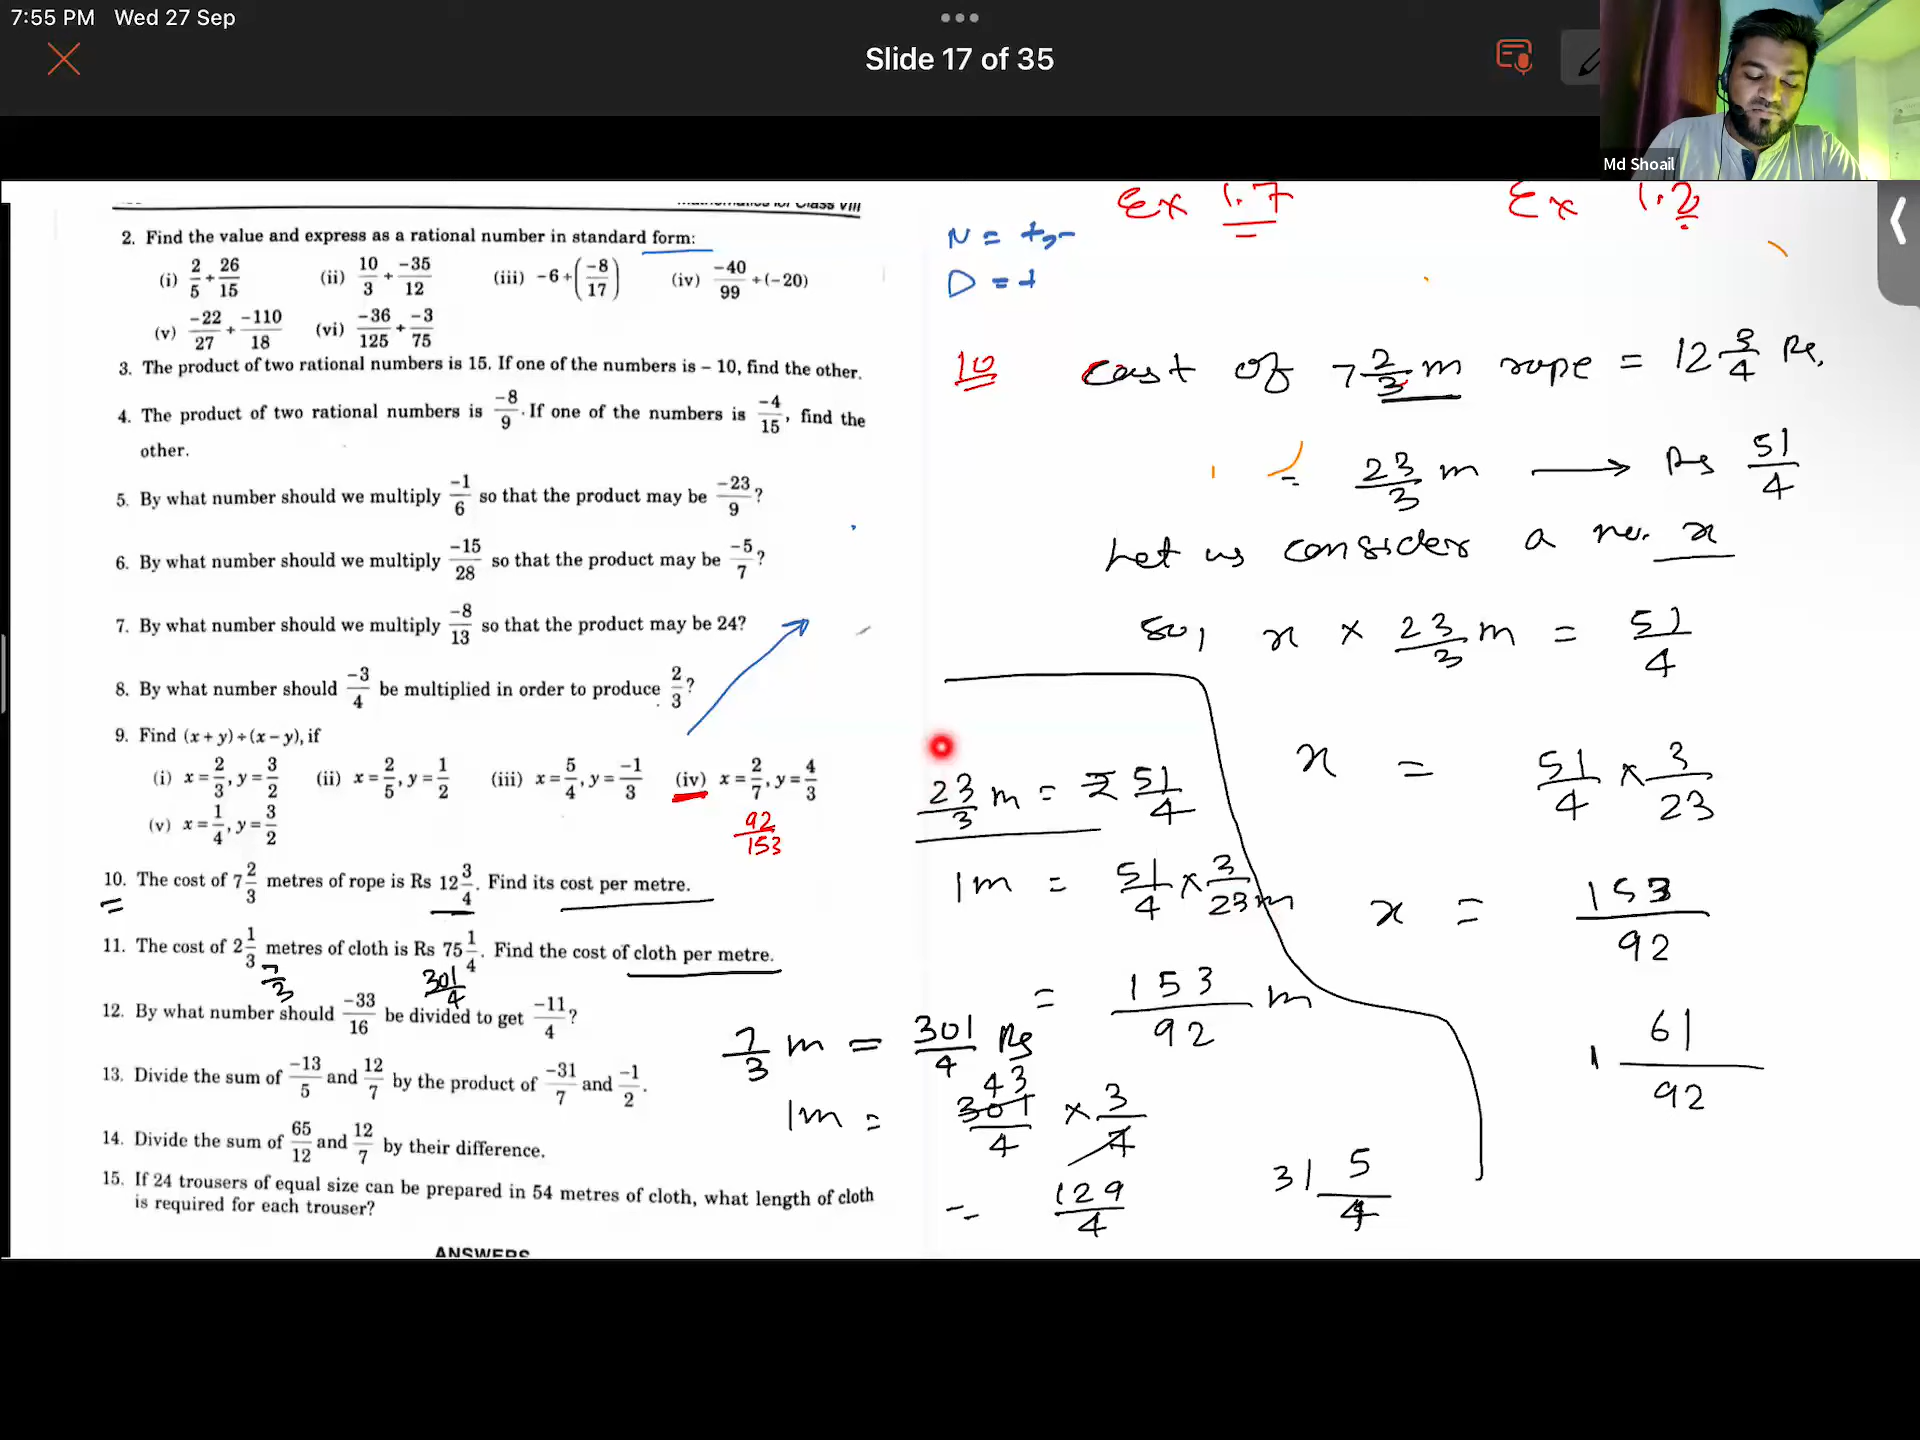 7:55 PM Wed 27 Sep
Slide 17 of 35
Md Shoail
Mathematics for Class VIII
2. Find the value and express as a rational number in standard form:
(i) 2/5 ÷ 26/15 (ii) 10/3 ÷ -35/12 (iii) -6 ÷ (-8/17) (iv) -40/99 ÷ (-20)
(v) -22/27 ÷ -110/18 (vi) -36/125 ÷ -3/75
3. The product of two rational numbers is 15. If one of the numbers is – 10, find the other.
4. The product of two rational numbers is -8/9. If one of the numbers is -4/15, find the
other.
5. By what number should we multiply -1/6 so that the product may be -23/9?
6. By what number should we multiply -15/28 so that the product may be -5/7?
7. By what number should we multiply -8/13 so that the product may be 24?
8. By what number should -3/4 be multiplied in order to produce 2/3?
9. Find (x + y) ÷ (x – y), if
(i) x = 2/3, y = 3/2 (ii) x = 2/5, y = 1/2 (iii) x = 5/4, y = -1/3 (iv) x = 2/7, y = 4/3
(v) x = 1/4, y = 3/2
92/153
10. The cost of 7 2/3 metres of rope is Rs 12 3/4. Find its cost per metre.
11. The cost of 2 1/3 metres of cloth is Rs 75 1/4. Find the cost of cloth per metre.
7/3 301/4
12. By what number should -33/16 be divided to get -11/4?
13. Divide the sum of -13/5 and 12/7 by the product of -31/7 and -1/2.
14. Divide the sum of 65/12 and 12/7 by their difference.
15. If 24 trousers of equal size can be prepared in 54 metres of cloth, what length of cloth
is required for each trouser?
ANSWERS
Ex 1.7 Ex 1.2
N = +,-
D = +
10 Cost of 7 2/3 m rope = 12 3/4 Rs.
= 23/3 m → Rs 51/4
Let us consider a no. x
So, x × 23/3 m = 51/4
x = 51/4 × 3/23
x = 153/92
1 61/92
23/3 m = 51/4
1m = 51/4 × 3/23 m
= 153/92 m
7/3 m = 301/4 Rs
43
1m = 301/4 × 3/7
= 129/4
31 5/4